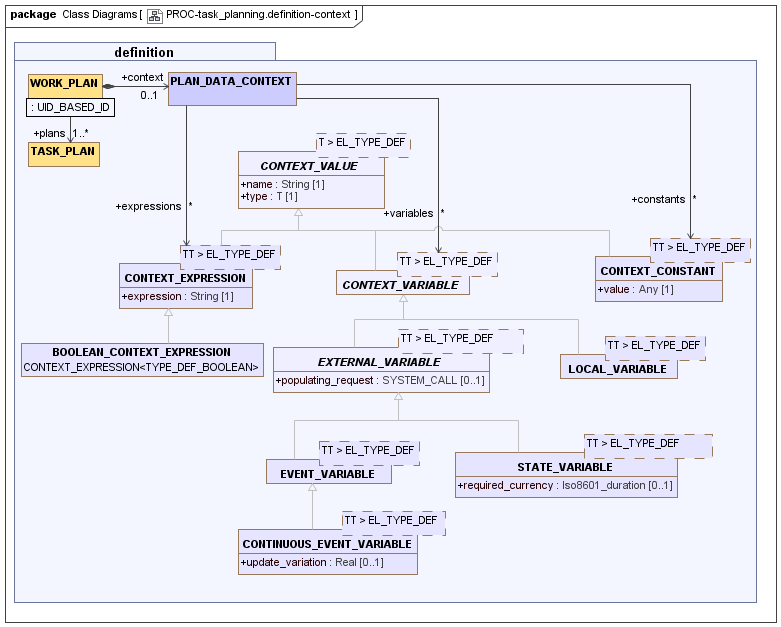 package Class Diagrams [ PROC-task_planning.definition-context ]
definition
WORK_PLAN
: UID_BASED_ID
+context
0..1
PLAN_DATA_CONTEXT
+plans 1..*
TASK_PLAN
T > EL_TYPE_DEF
CONTEXT_VALUE
+name : String [1]
+type : T [1]
+expressions *
+variables *
+constants *
TT > EL_TYPE_DEF
CONTEXT_EXPRESSION
+expression : String [1]
TT > EL_TYPE_DEF
CONTEXT_VARIABLE
TT > EL_TYPE_DEF
CONTEXT_CONSTANT
+value : Any [1]
BOOLEAN_CONTEXT_EXPRESSION
CONTEXT_EXPRESSION<TYPE_DEF_BOOLEAN>
TT > EL_TYPE_DEF
EXTERNAL_VARIABLE
+populating_request : SYSTEM_CALL [0..1]
TT > EL_TYPE_DEF
LOCAL_VARIABLE
TT > EL_TYPE_DEF
EVENT_VARIABLE
TT > EL_TYPE_DEF
STATE_VARIABLE
+required_currency : Iso8601_duration [0..1]
TT > EL_TYPE_DEF
CONTINUOUS_EVENT_VARIABLE
+update_variation : Real [0..1]